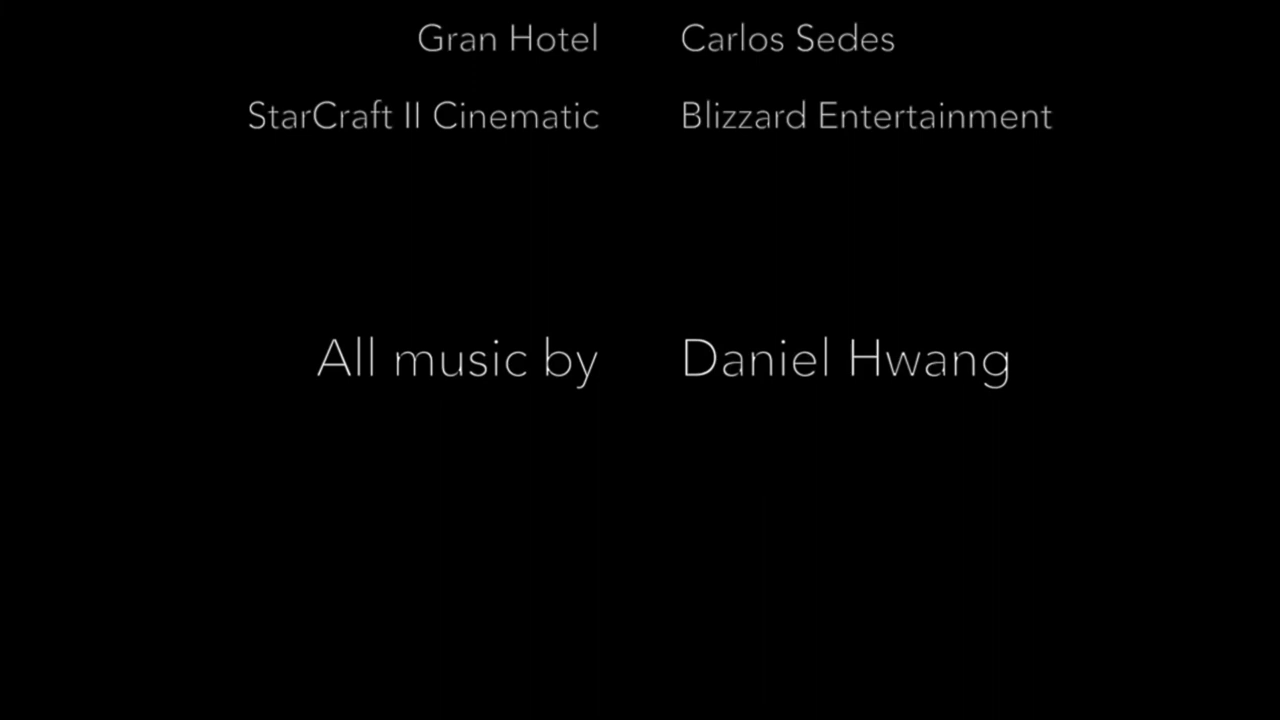 Gran Hotel Carlos Sedes
StarCraft II Cinematic Blizzard Entertainment
All music by Daniel Hwang